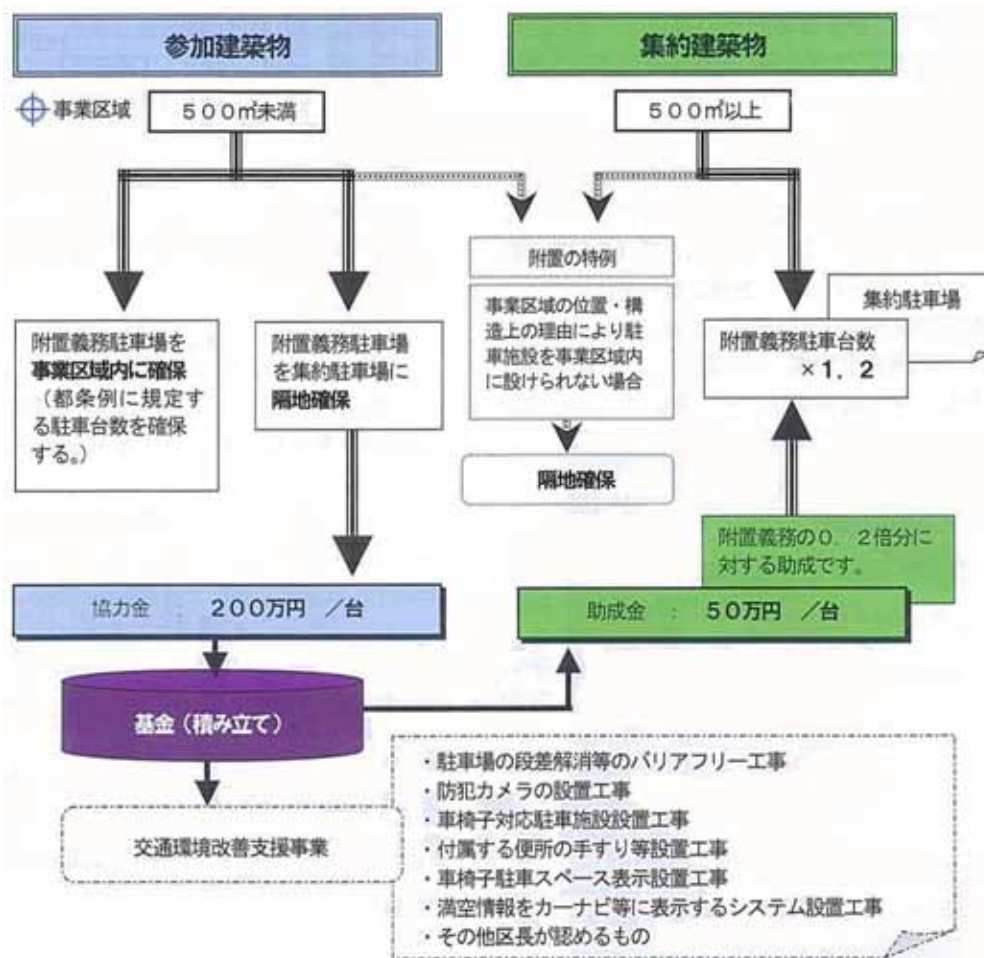 参加建築物
集約建築物
事業区域
500㎡未満
500㎡以上
附置義務駐車場を
事業区域内に確保
(都条例に規定す
る駐車台数を確保
する。)
附置義務駐車場
を集約駐車場に
隔地確保
附置の特例
事業区域の位置・構
造上の理由により駐
車施設を事業区域内
に設けられない場合
隔地確保
集約駐車場
附置義務駐車台数
×1.2
附置義務の0.2倍分に
対する助成です。
協力金 : 200万円 /台
助成金 : 50万円 /台
基金(積み立て)
交通環境改善支援事業
・駐車場の段差解消等のバリアフリー工事
・防犯カメラの設置工事
・車椅子対応駐車施設設置工事
・付属する便所の手すり等設置工事
・車椅子駐車スペース表示設置工事
・満空情報をカーナビ等に表示するシステム設置工事
・その他区長が認めるもの